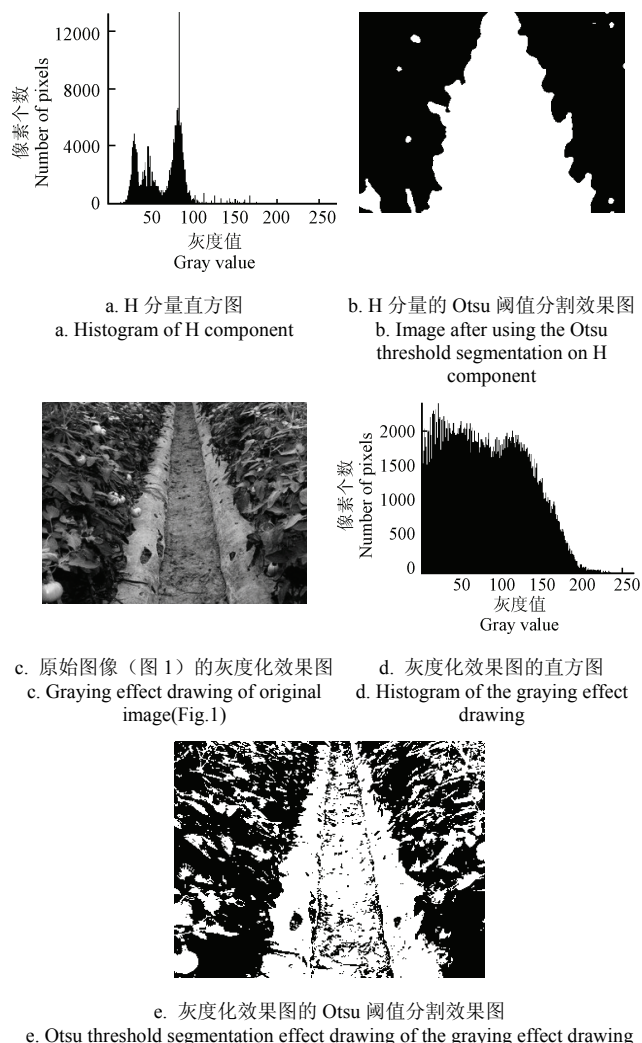 12000
8000
4000
0
像素个数
Number of pixels
50 100 150 200 250
灰度值
Gray value
a. H 分量直方图
a. Histogram of H component
b. H 分量的 Otsu 阈值分割效果图
b. Image after using the Otsu
threshold segmentation on H
component
2000
1500
1000
500
0
像素个数
Number of pixels
50 100 150 200 250
灰度值
Gray value
c. 原始图像（图 1）的灰度化效果图
c. Graying effect drawing of original
image(Fig.1)
d. 灰度化效果图的直方图
d. Histogram of the graying effect
drawing
e. 灰度化效果图的 Otsu 阈值分割效果图
e. Otsu threshold segmentation effect drawing of the graying effect drawing